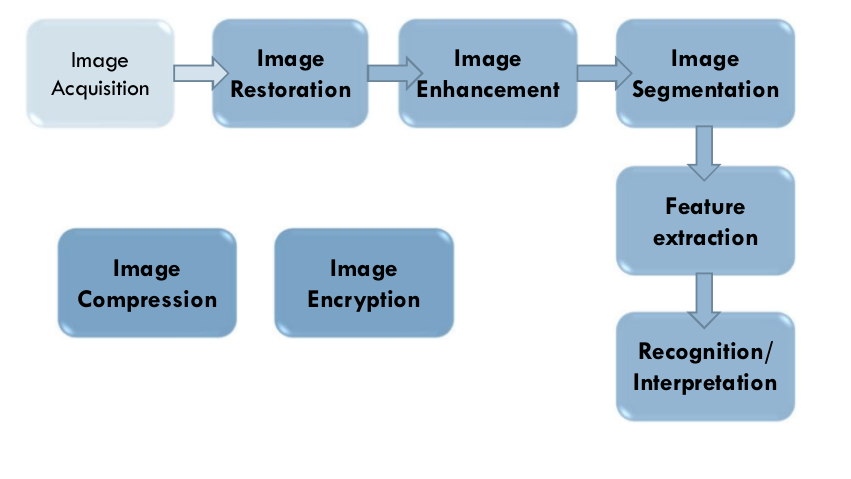 Image
Acquisition
Image
Restoration
Image
Enhancement
Image
Segmentation
Feature
extraction
Image
Compression
Image
Encryption
Recognition/
Interpretation